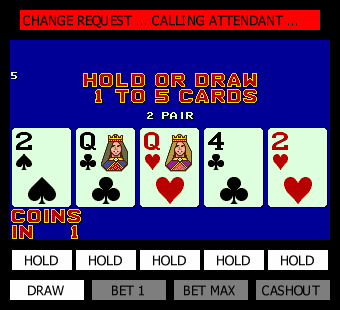 CHANGE REQUEST ... CALLING ATTENDANT ...
5
HOLD OR DRAW
1 TO 5 CARDS
2 PAIR
2 Q Q 4 2
COINS
IN 1
HOLD HOLD HOLD HOLD HOLD
DRAW BET 1 BET MAX CASHOUT